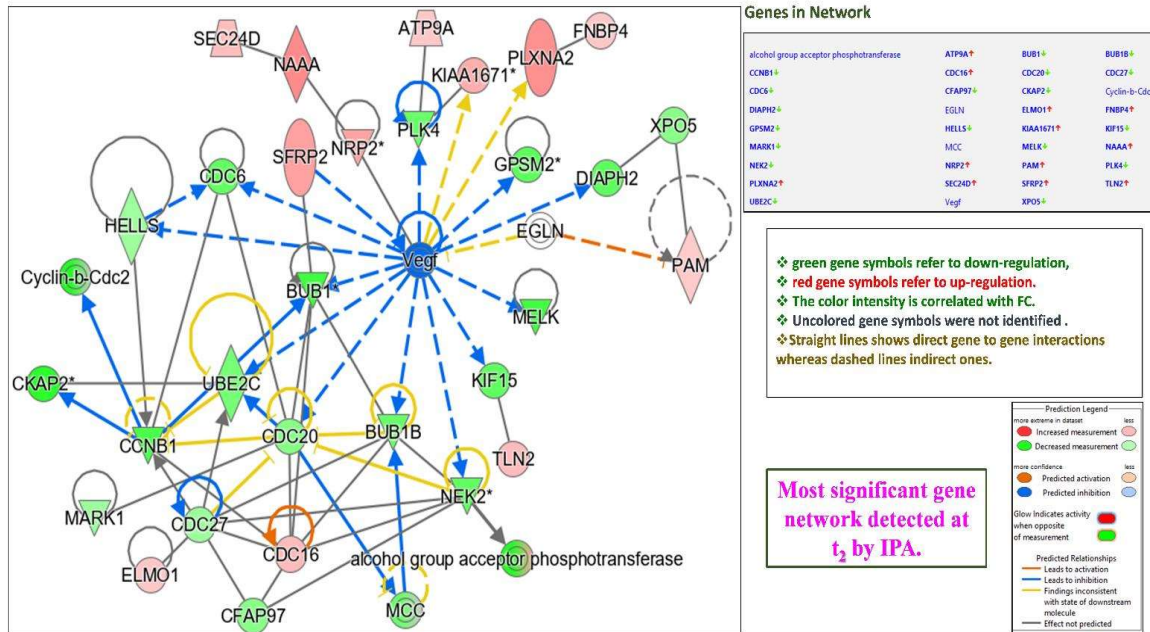 SEC24D
NAAA
ATP9A
FNBP4
PLXNA2
KIAA1671*
PLK4
NRP2*
SFRP2
XPO5
GPSM2*
DIAPH2
CDC6
HELLS
EGLN
Vegf
PAM
Cyclin-b-Cdc2
BUB1*
MELK
CKAP2*
UBE2C
KIF15
CCNB1
CDC20
BUB1B
TLN2
NEK2*
MARK1
CDC27
CDC16
alcohol group acceptor phosphotransferase
ELMO1
CFAP97
MCC
Genes in Network
alcohol group acceptor phosphotransferase ATP9A↑ BUB1↓ BUB1B↓
CCNB1↓ CDC16↑ CDC20↓ CDC27↓
CDC6↓ CFAP97↓ CKAP2↓ Cyclin-b-Cdc
DIAPH2↓ EGLN ELMO1↑ FNBP4↑
GPSM2↓ HELLS↓ KIAA1671↑ KIF15↓
MARK1↓ MCC MELK↓ NAAA↑
NEK2↓ NRP2↑ PAM↑ PLK4↓
PLXNA2↑ SEC24D↑ SFRP2↑ TLN2↑
UBE2C↓ Vegf XPO5↓
❖ green gene symbols refer to down-regulation,
❖ red gene symbols refer to up-regulation.
❖ The color intensity is correlated with FC.
❖ Uncolored gene symbols were not identified .
❖Straight lines shows direct gene to gene interactions
whereas dashed lines indirect ones.
Most significant gene
network detected at
t2 by IPA.
Prediction Legend
more extreme in dataset less
Increased measurement
Decreased measurement
more confidence less
Predicted activation
Predicted inhibition
Glow Indicates activity
when opposite
of measurement
Predicted Relationships
Leads to activation
Leads to inhibition
Findings inconsistent
with state of downstream
molecule
Effect not predicted